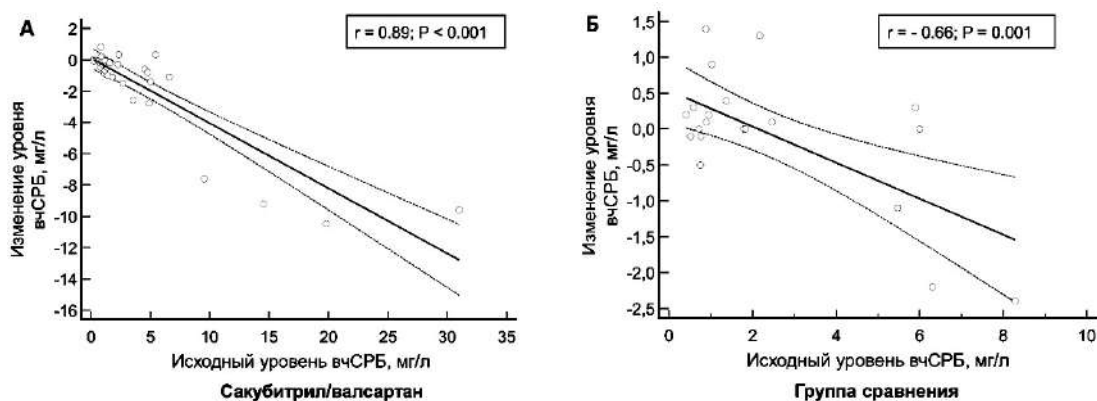 А
r = 0.89; P < 0.001
Изменение уровня
вчСРБ, мг/л
2
0
-2
-4
-6
-8
-10
-12
-14
-16
0 5 10 15 20 25 30 35
Исходный уровень вчСРБ, мг/л
Сакубитрил/валсартан
Б
r = - 0.66; P = 0.001
Изменение уровня
вчСРБ, мг/л
1,5
1,0
0,5
0,0
-0,5
-1,0
-1,5
-2,0
-2,5
0 2 4 6 8 10
Исходный уровень вчСРБ, мг/л
Группа сравнения